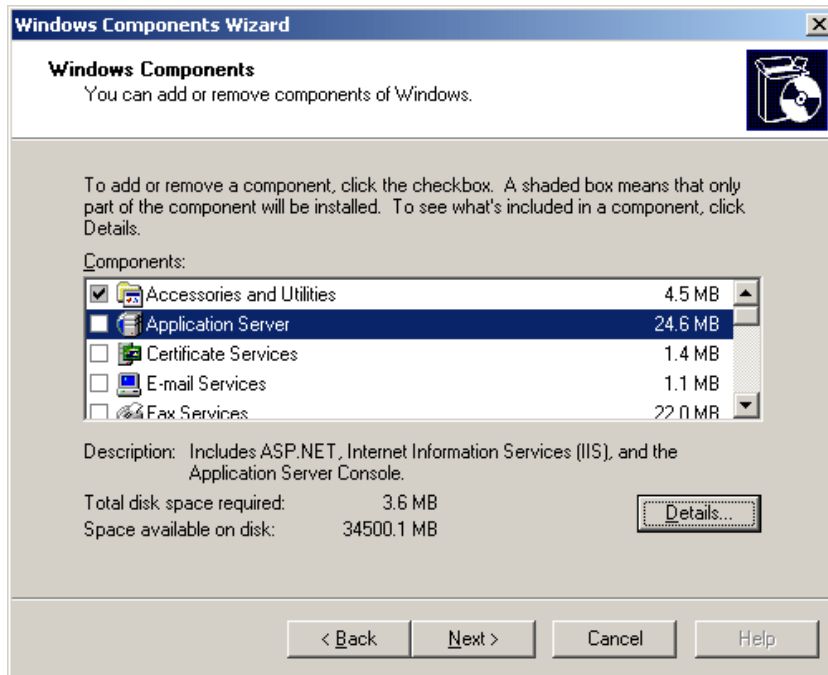 Windows Components Wizard
Windows Components
You can add or remove components of Windows.
To add or remove a component, click the checkbox. A shaded box means that only
part of the component will be installed. To see what's included in a component, click
Details.
Components:
Accessories and Utilities 4.5 MB
Application Server 24.6 MB
Certificate Services 1.4 MB
E-mail Services 1.1 MB
Fax Services 22.0 MB
Description: Includes ASP.NET, Internet Information Services (IIS), and the
Application Server Console.
Total disk space required: 3.6 MB
Space available on disk: 34500.1 MB
Details...
< Back Next > Cancel Help